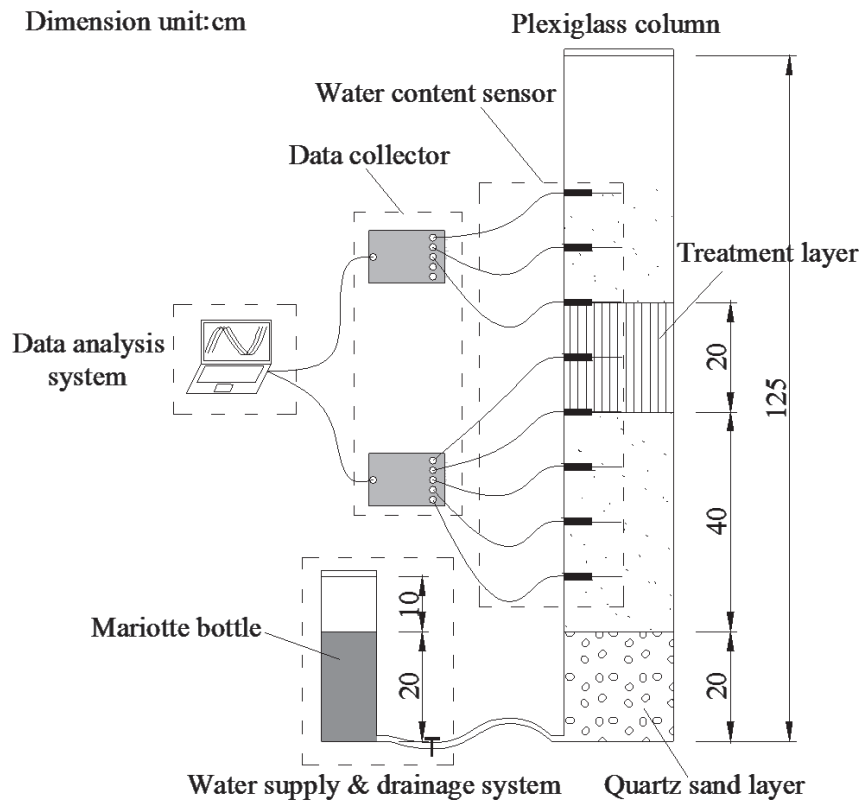 Dimension unit:cm
Plexiglass column
Water content sensor
Data collector
Treatment layer
Data analysis
system
20
125
40
10
Mariotte bottle
20
20
Water supply & drainage system
Quartz sand layer